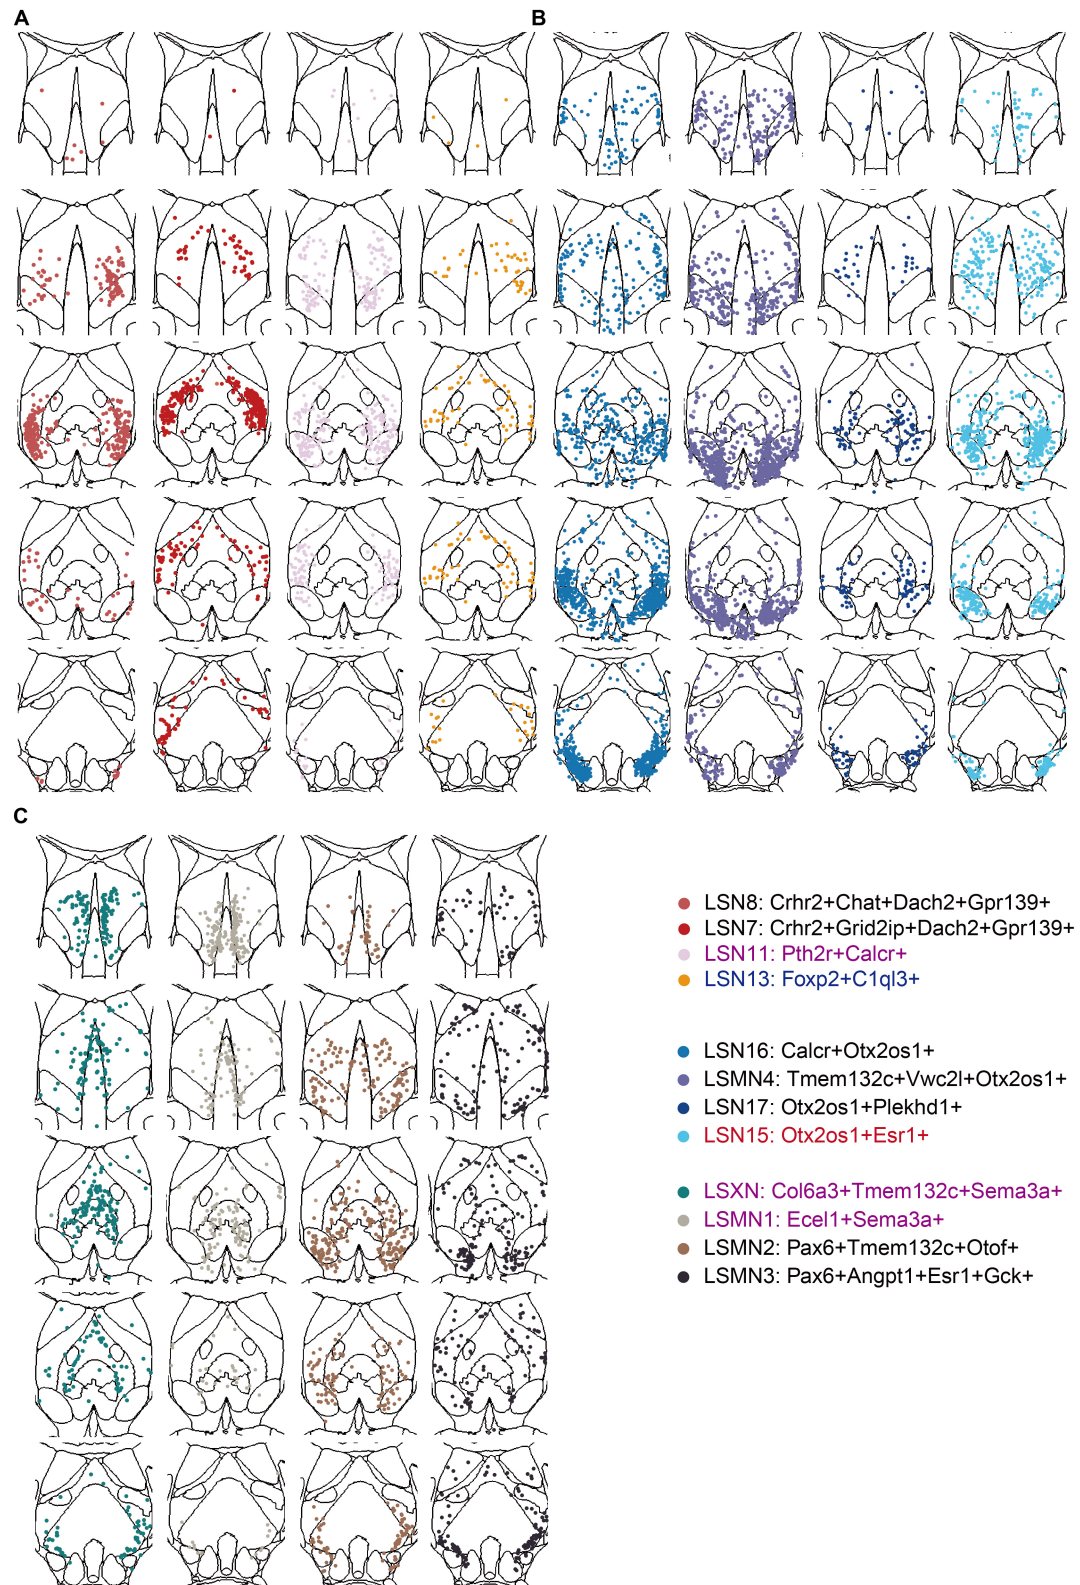 A
B
C
LSN8: Crhr2+Chat+Dach2+Gpr139+
LSN7: Crhr2+Grid2ip+Dach2+Gpr139+
LSN11: Pth2r+Calcr+
LSN13: Foxp2+C1ql3+
LSN16: Calcr+Otx2os1+
LSMN4: Tmem132c+Vwc2l+Otx2os1+
LSN17: Otx2os1+Plekhd1+
LSN15: Otx2os1+Esr1+
LSXN: Col6a3+Tmem132c+Sema3a+
LSMN1: Ecel1+Sema3a+
LSMN2: Pax6+Tmem132c+Otof+
LSMN3: Pax6+Angpt1+Esr1+Gck+